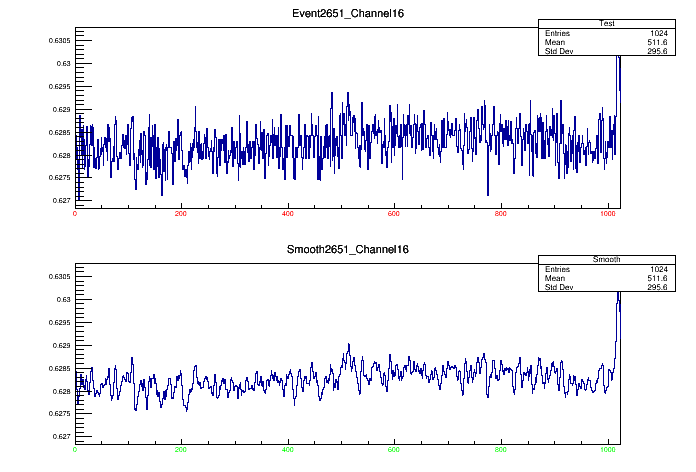 Event2651_Channel16
Test
Entries 1024
Mean 511.6
Std Dev 295.6
0.6305
0.63
0.6295
0.629
0.6285
0.628
0.6275
0.627
0 200 400 600 800 1000
Smooth2651_Channel16
Smooth
Entries 1024
Mean 511.6
Std Dev 295.6
0.6305
0.63
0.6295
0.629
0.6285
0.628
0.6275
0.627
0 200 400 600 800 1000